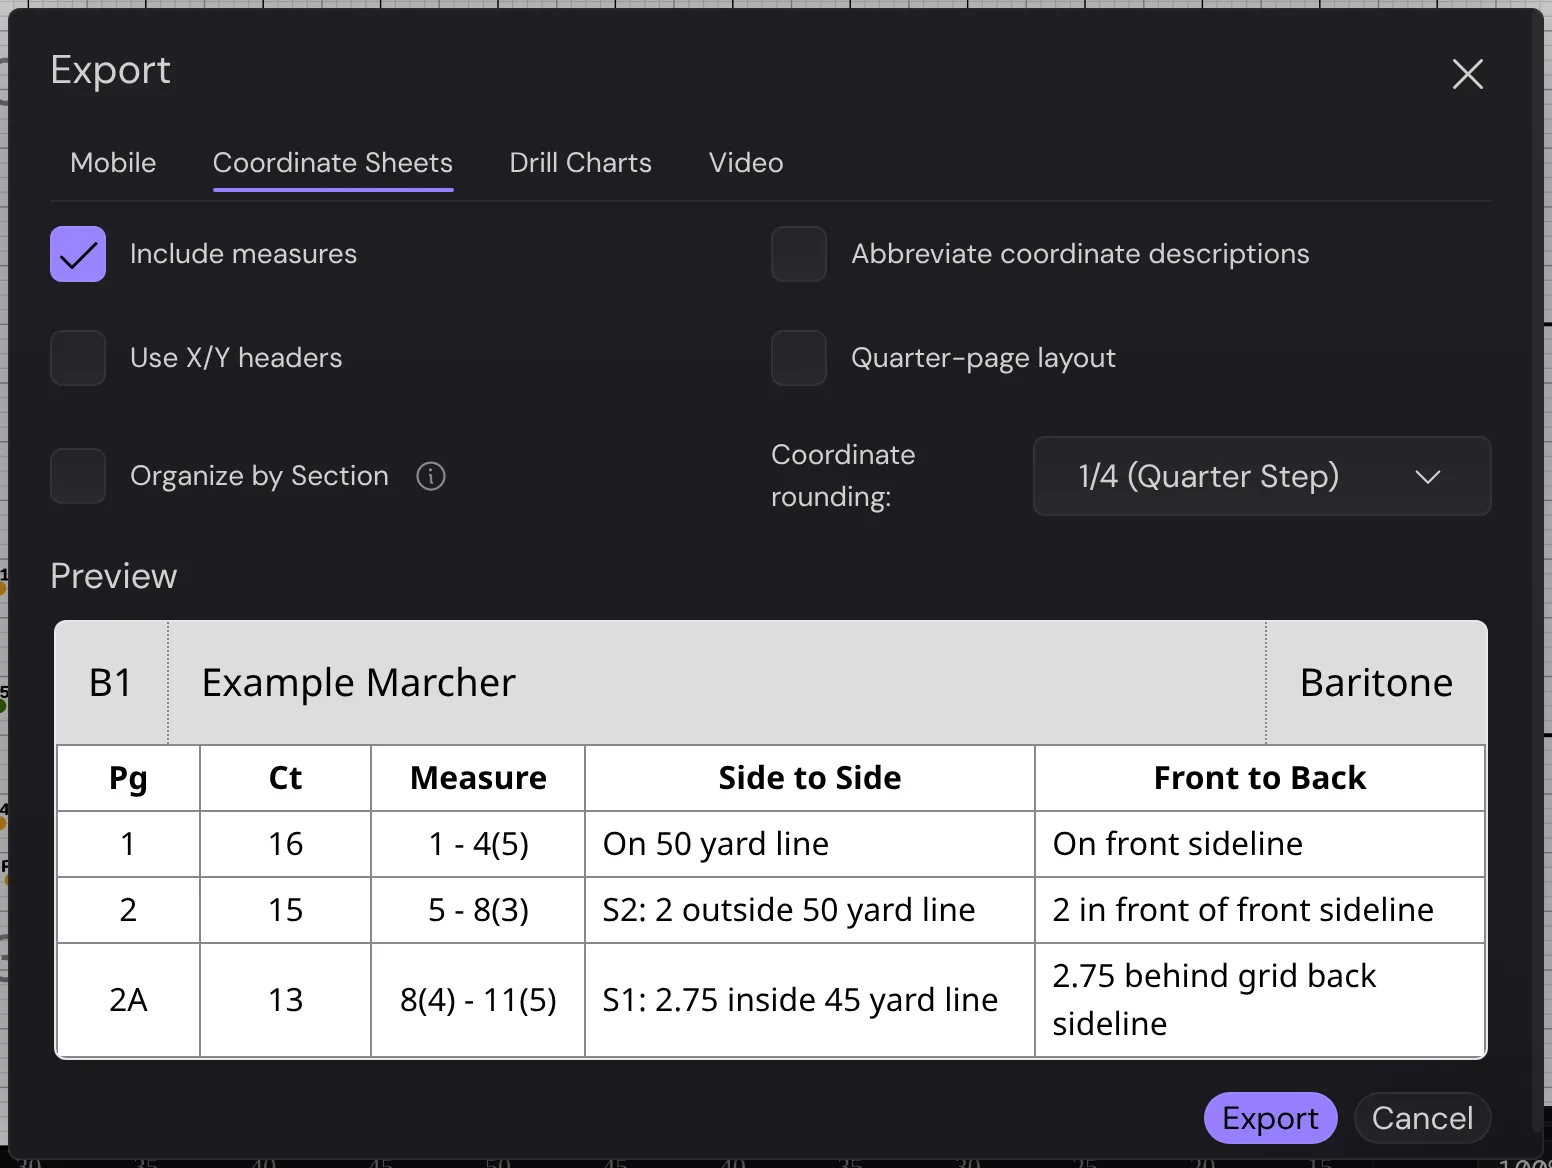 Export
Mobile
Coordinate Sheets
Drill Charts
Video
Include measures
Abbreviate coordinate descriptions
Use X/Y headers
Quarter-page layout
Organize by Section
Coordinate
rounding:
1/4 (Quarter Step)
Preview
B1
Example Marcher
Baritone
Pg
Ct
Measure
Side to Side
Front to Back
1
16
1 - 4(5)
On 50 yard line
On front sideline
2
15
5 - 8(3)
S2: 2 outside 50 yard line
2 in front of front sideline
2A
13
8(4) - 11(5)
S1: 2.75 inside 45 yard line
2.75 behind grid back
sideline
Export
Cancel